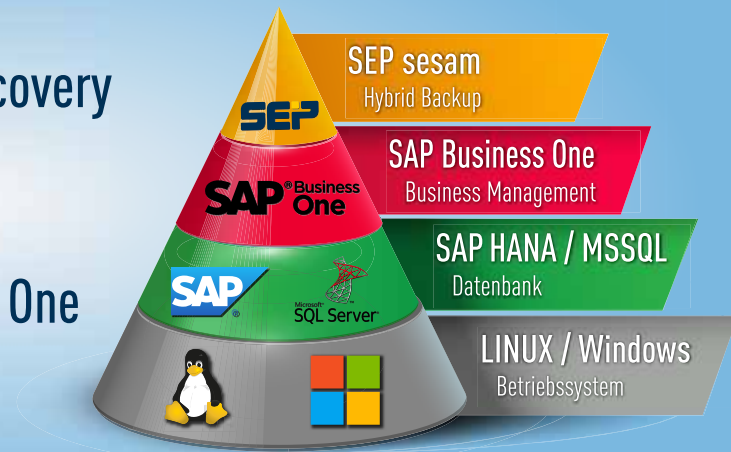 covery
One
SEP sesam
Hybrid Backup
SEP
SAP Business One
Business Management
SAP® Business
One
SAP HANA / MSSQL
Datenbank
SAP®
Microsoft®
SQL Server®
LINUX / Windows
Betriebssystem